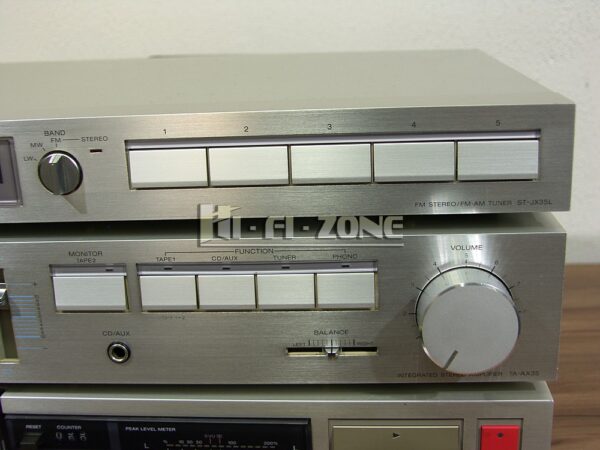 BAND
FM
STEREO
MW
LW
1 2 3 4 5
FM STEREO/FM-AM TUNER ST-JX35L
HI-FI-ZONE
MONITOR
TAPE2
FUNCTION
TAPE1 CD/AUX TUNER PHONO
VOLUME
CD/AUX
BALANCE
LEFT RIGHT
INTEGRATED STEREO AMPLIFIER TA-AX35
RESET COUNTER
PEAK LEVEL METER
L L